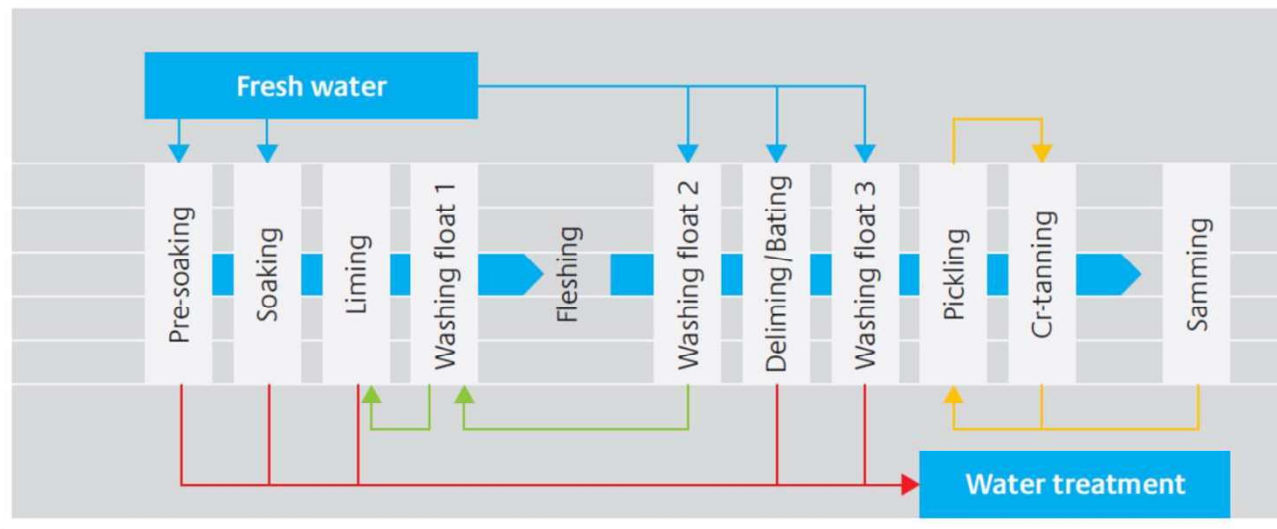 Fresh water
Pre-soaking
Soaking
Liming
Washing float 1
Fleshing
Washing float 2
Deliming/Bating
Washing float 3
Pickling
Cr-tanning
Samming
Water treatment